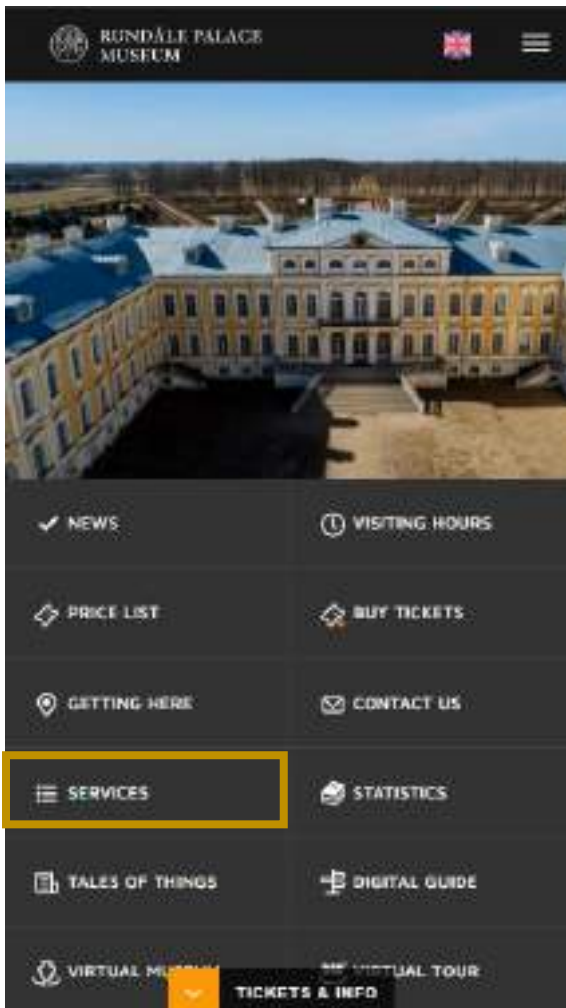 RUNDĀLE PALACE
MUSEUM
NEWS
VISITING HOURS
PRICE LIST
BUY TICKETS
GETTING HERE
CONTACT US
SERVICES
STATISTICS
TALES OF THINGS
DIGITAL GUIDE
VIRTUAL
TOUR
TICKETS & INFO